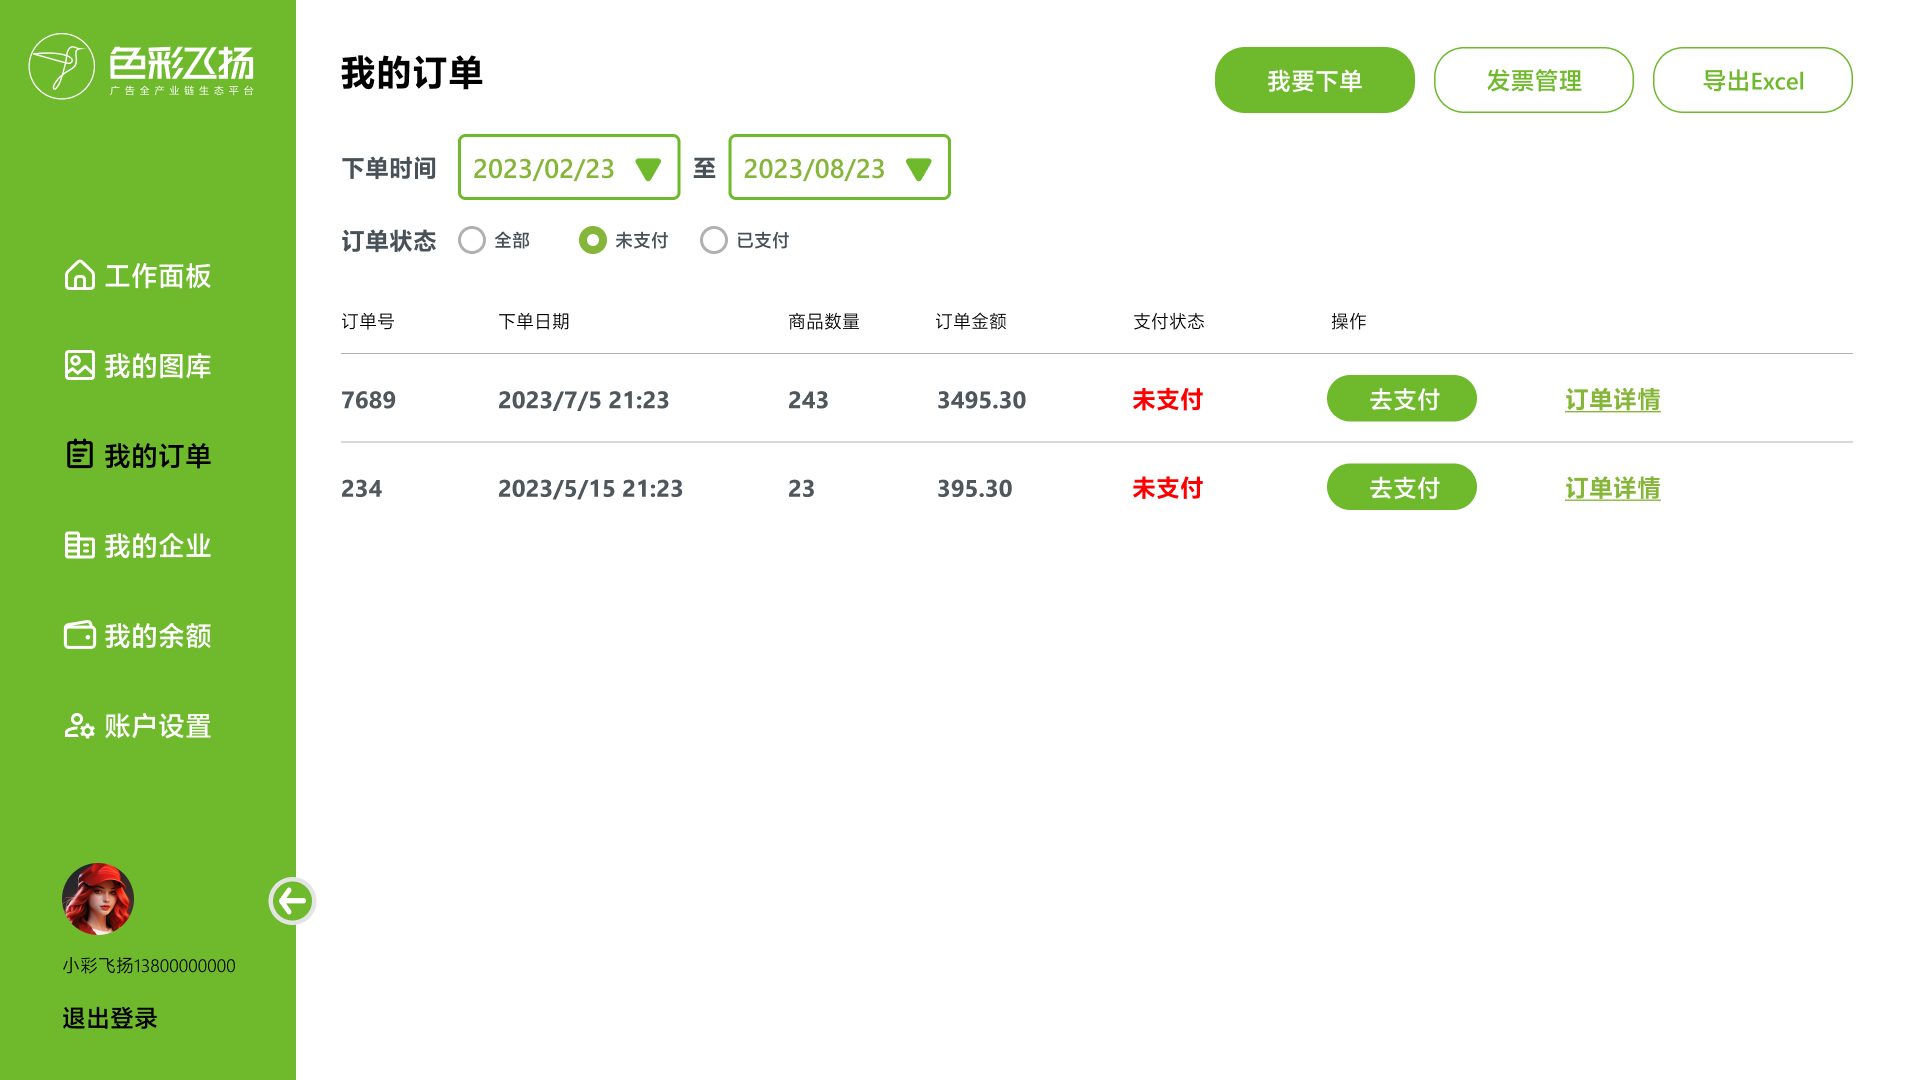 色彩飞扬
广告全产业链生态平台
工作面板
我的图库
我的订单
我的企业
我的余额
账户设置
小彩飞扬13800000000
退出登录
我的订单
我要下单 发票管理 导出Excel
下单时间 2023/02/23 至 2023/08/23
订单状态 全部 未支付 已支付
订单号 下单日期 商品数量 订单金额 支付状态 操作
7689 2023/7/5 21:23 243 3495.30 未支付 去支付 订单详情
234 2023/5/15 21:23 23 395.30 未支付 去支付 订单详情